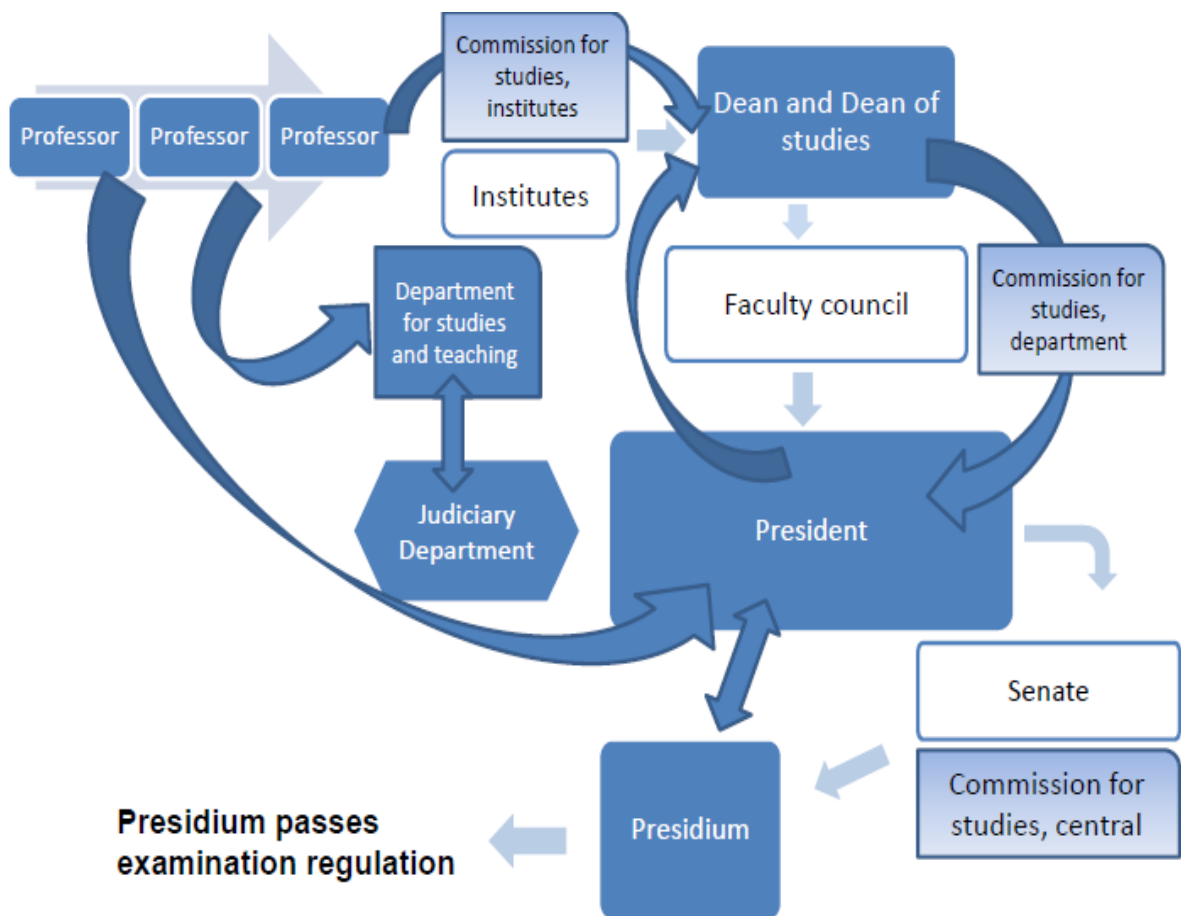 Commission for
studies,
institutes
Dean and Dean of
studies
Professor
Professor
Professor
Institutes
Department
for studies
and teaching
Faculty council
Commission for
studies,
department
Judiciary
Department
President
Senate
Commission for
studies, central
Presidium
Presidium passes
examination regulation